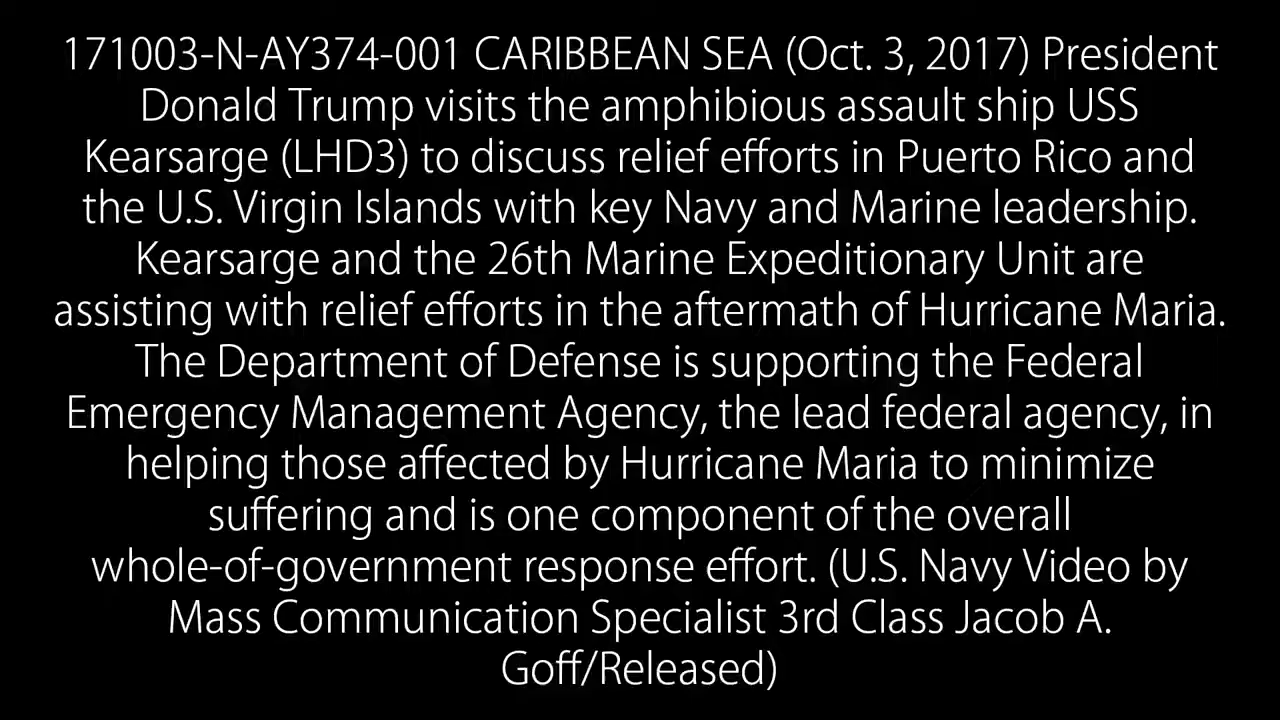 171003-N-AY374-001 CARIBBEAN SEA (Oct. 3, 2017) President
Donald Trump visits the amphibious assault ship USS
Kearsarge (LHD3) to discuss relief efforts in Puerto Rico and
the U.S. Virgin Islands with key Navy and Marine leadership.
Kearsarge and the 26th Marine Expeditionary Unit are
assisting with relief efforts in the aftermath of Hurricane Maria.
The Department of Defense is supporting the Federal
Emergency Management Agency, the lead federal agency, in
helping those affected by Hurricane Maria to minimize
suffering and is one component of the overall
whole-of-government response effort. (U.S. Navy Video by
Mass Communication Specialist 3rd Class Jacob A.
Goff/Released)